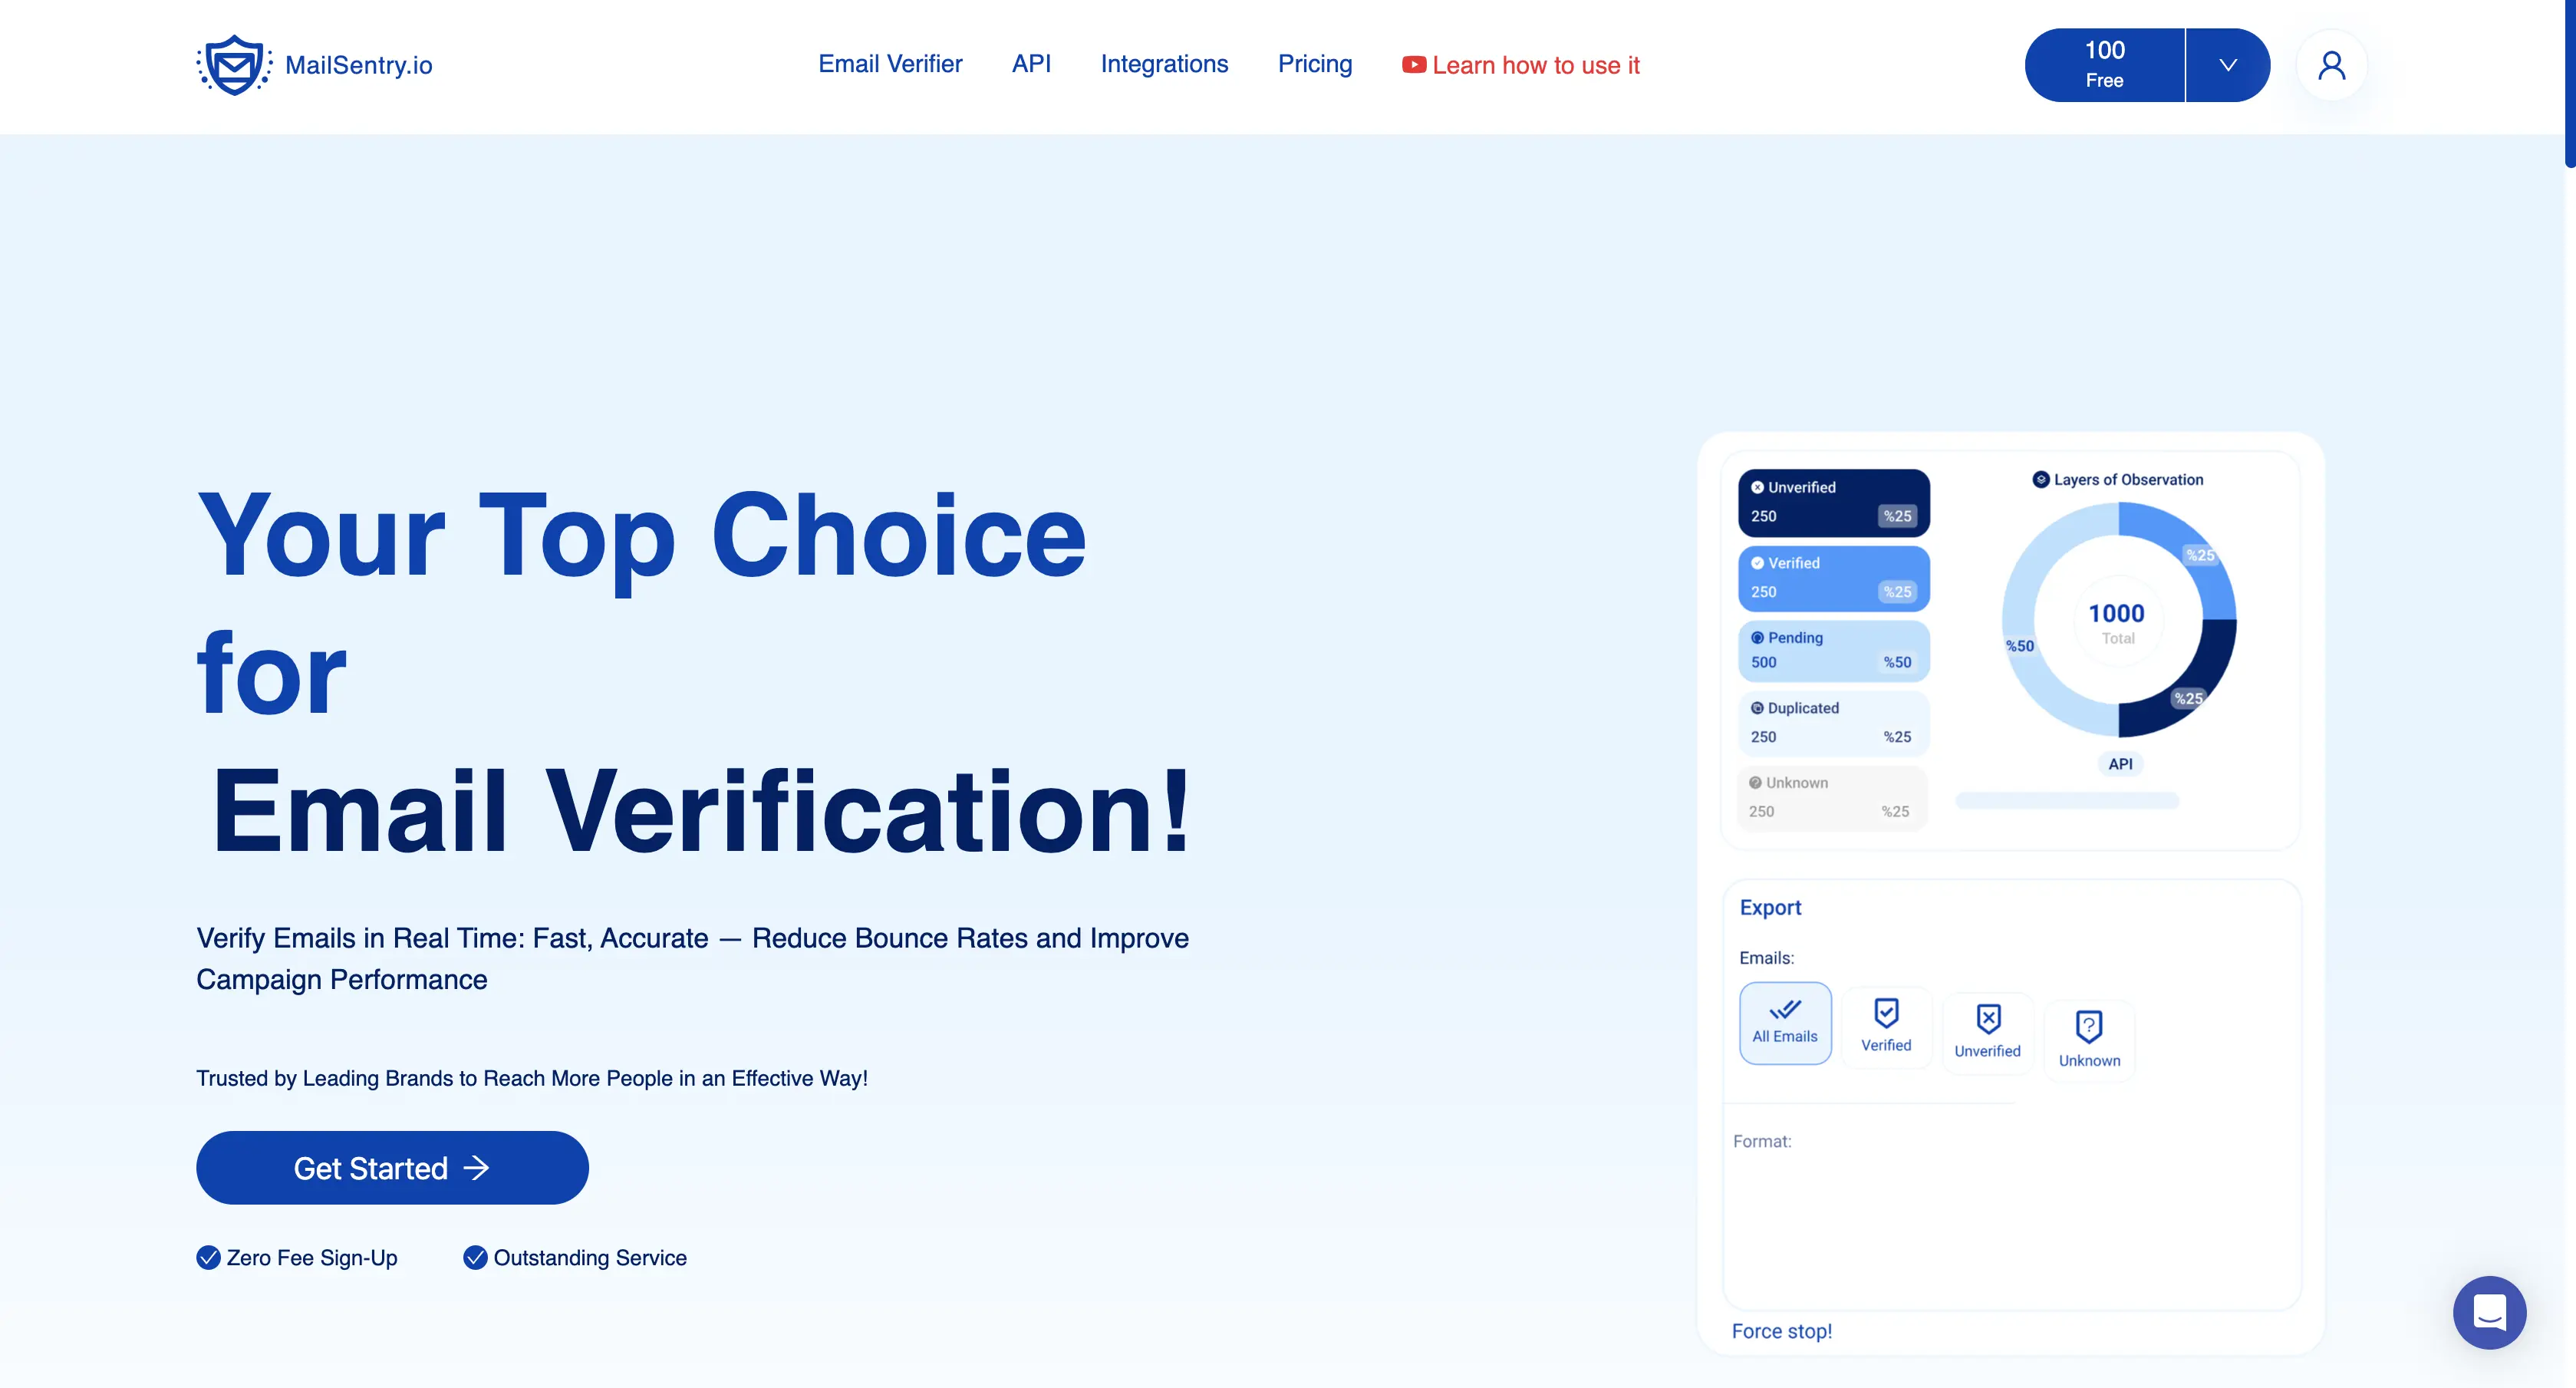 MailSentry.io
Email Verifier
API
Integrations
Pricing
Learn how to use it
100
Free
Your Top Choice
for
Email Verification!
Verify Emails in Real Time: Fast, Accurate — Reduce Bounce Rates and Improve
Campaign Performance
Trusted by Leading Brands to Reach More People in an Effective Way!
Get Started
Zero Fee Sign-Up
Outstanding Service
Unverified
250 %25
Verified
250 %25
Pending
500 %50
Duplicated
250 %25
Unknown
250 %25
Layers of Observation
%25
1000
Total
%50
%25
API
Export
Emails:
All Emails
Verified
Unverified
Unknown
Format:
Force stop!